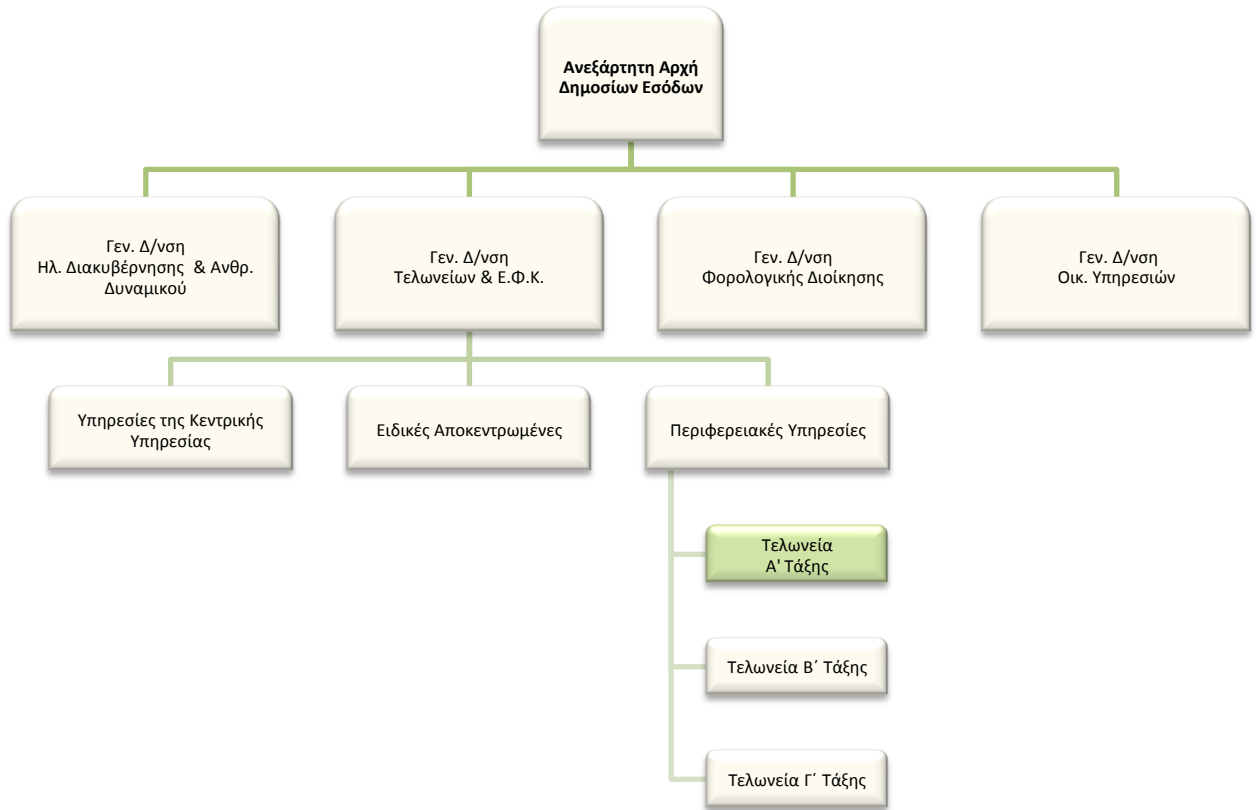 Ανεξάρτητη Αρχή
Δημοσίων Εσόδων
Γεν. Δ/νση
Ηλ. Διακυβέρνησης & Ανθρ.
Δυναμικού
Γεν. Δ/νση
Τελωνείων & Ε.Φ.Κ.
Γεν. Δ/νση
Φορολογικής Διοίκησης
Γεν. Δ/νση
Οικ. Υπηρεσιών
Υπηρεσίες της Κεντρικής
Υπηρεσίας
Ειδικές Αποκεντρωμένες
Περιφερειακές Υπηρεσίες
Τελωνεία
Α' Τάξης
Τελωνεία Β΄ Τάξης
Τελωνεία Γ΄ Τάξης